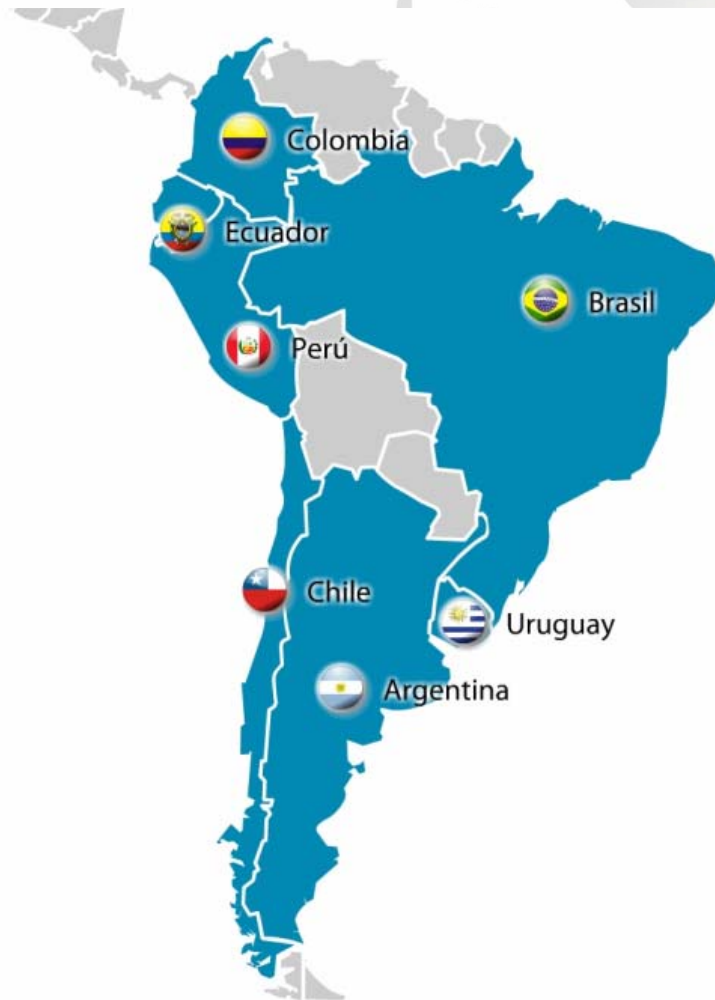 Colombia
Ecuador
Brasil
Perú
Chile
Uruguay
Argentina